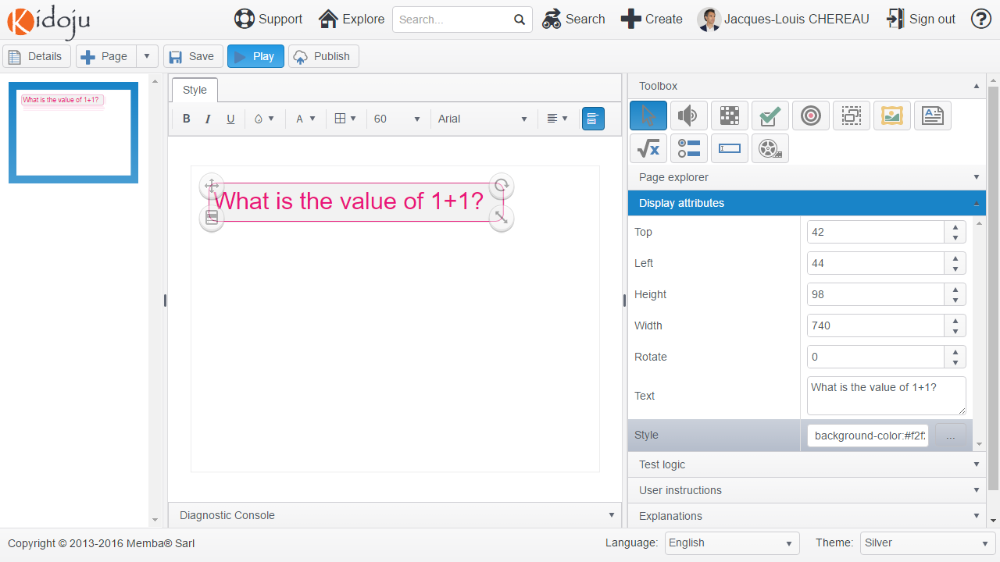 Kidoju
Support
Explore
Search...
Search
Create
Jacques-Louis CHEREAU
Sign out
Details
Page
Save
Play
Publish
What is the value of 1+1?
Style
B I U A 60 Arial
What is the value of 1+1?
Diagnostic Console
Toolbox
Page explorer
Display attributes
Top 42
Left 44
Height 98
Width 740
Rotate 0
Text What is the value of 1+1?
Style background-color:#f2f ...
Test logic
User instructions
Explanations
Copyright © 2013-2016 Memba® Sarl
Language: English
Theme: Silver